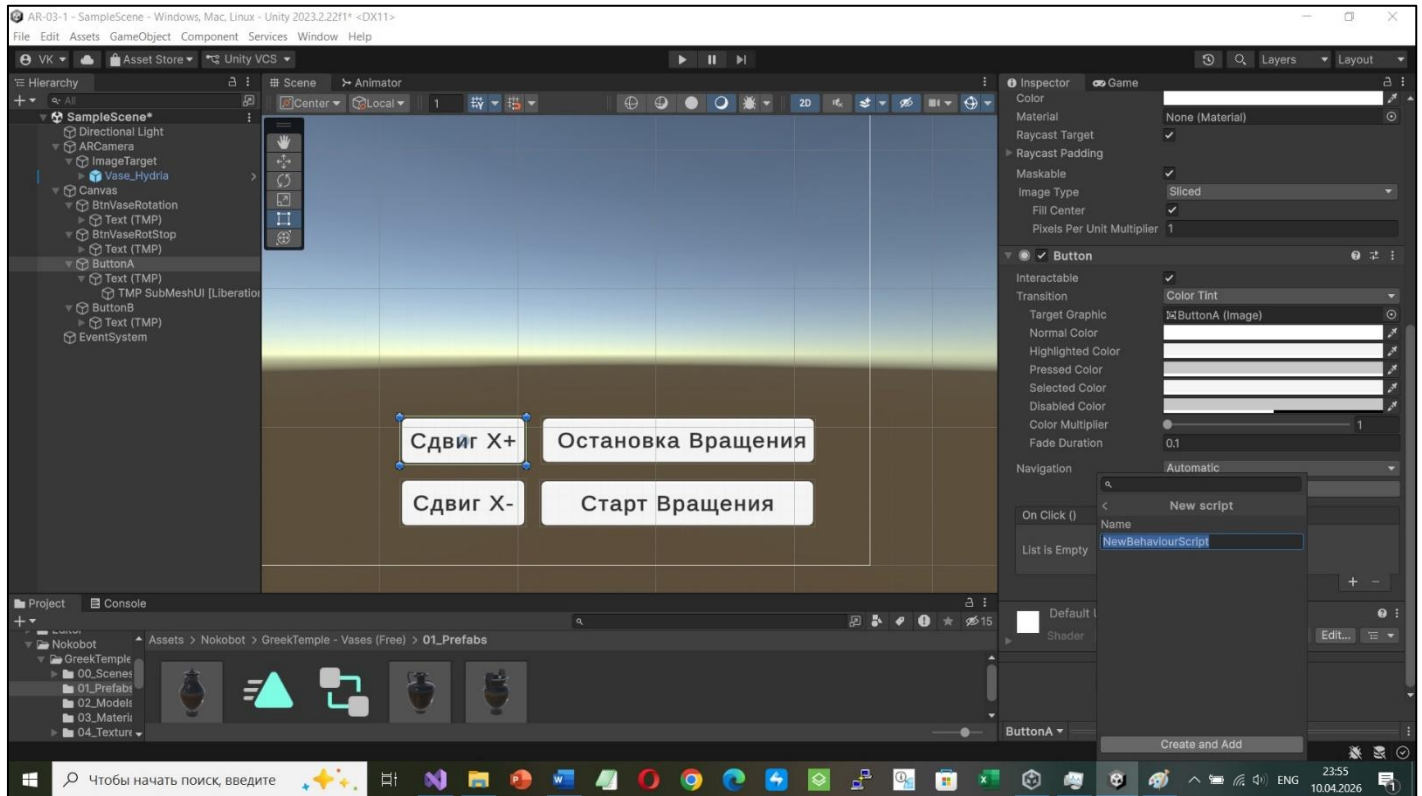 AR-03-1 - SampleScene - Windows, Mac, Linux - Unity 2023.2.22f1* <DX11>
File Edit Assets GameObject Component Services Window Help
VK Asset Store Unity VCS Layers Layout
Hierarchy
All
SampleScene*
Directional Light
ARCamera
ImageTarget
Vase_Hydria
Canvas
BtnVaseRotation
Text (TMP)
BtnVaseRotStop
Text (TMP)
ButtonA
Text (TMP)
TMP SubMeshUI [Liberation
ButtonB
Text (TMP)
EventSystem
Scene Animator
Center Local 1 2D
Сдвиг X+ Остановка Вращения
Сдвиг X- Старт Вращения
Inspector Game
Color
Material None (Material)
Raycast Target
Raycast Padding
Maskable
Image Type Sliced
Fill Center
Pixels Per Unit Multiplier 1
Button
Interactable
Transition Color Tint
Target Graphic ButtonA (Image)
Normal Color
Highlighted Color
Pressed Color
Selected Color
Disabled Color
Color Multiplier 1
Fade Duration 0.1
Navigation Automatic
On Click ()
List is Empty
New script
Name
NewBehaviourScript
Default
Shader Edit...
Create and Add
ButtonA
Project Console
15
Nokobot
GreekTemple
00_Scenes
01_Prefabs
02_Models
03_Materi
04_Texture
Assets > Nokobot > GreekTemple - Vases (Free) > 01_Prefabs
Чтобы начать поиск, введите
ENG
23:55
10.04.2026
1